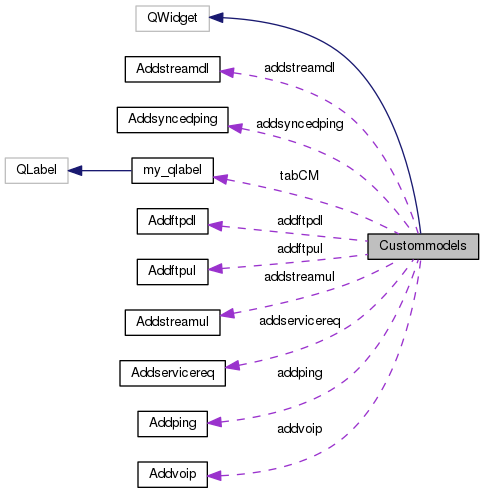 QWidget
Addstreamdl
addstreamdl
Addsyncedping
addsyncedping
QLabel
my_qlabel
tabCM
Addftpdl
addftpdl
Custommodels
Addftpul
addftpul
addstreamul
Addstreamul
addservicereq
Addservicereq
addping
Addping
addvoip
Addvoip